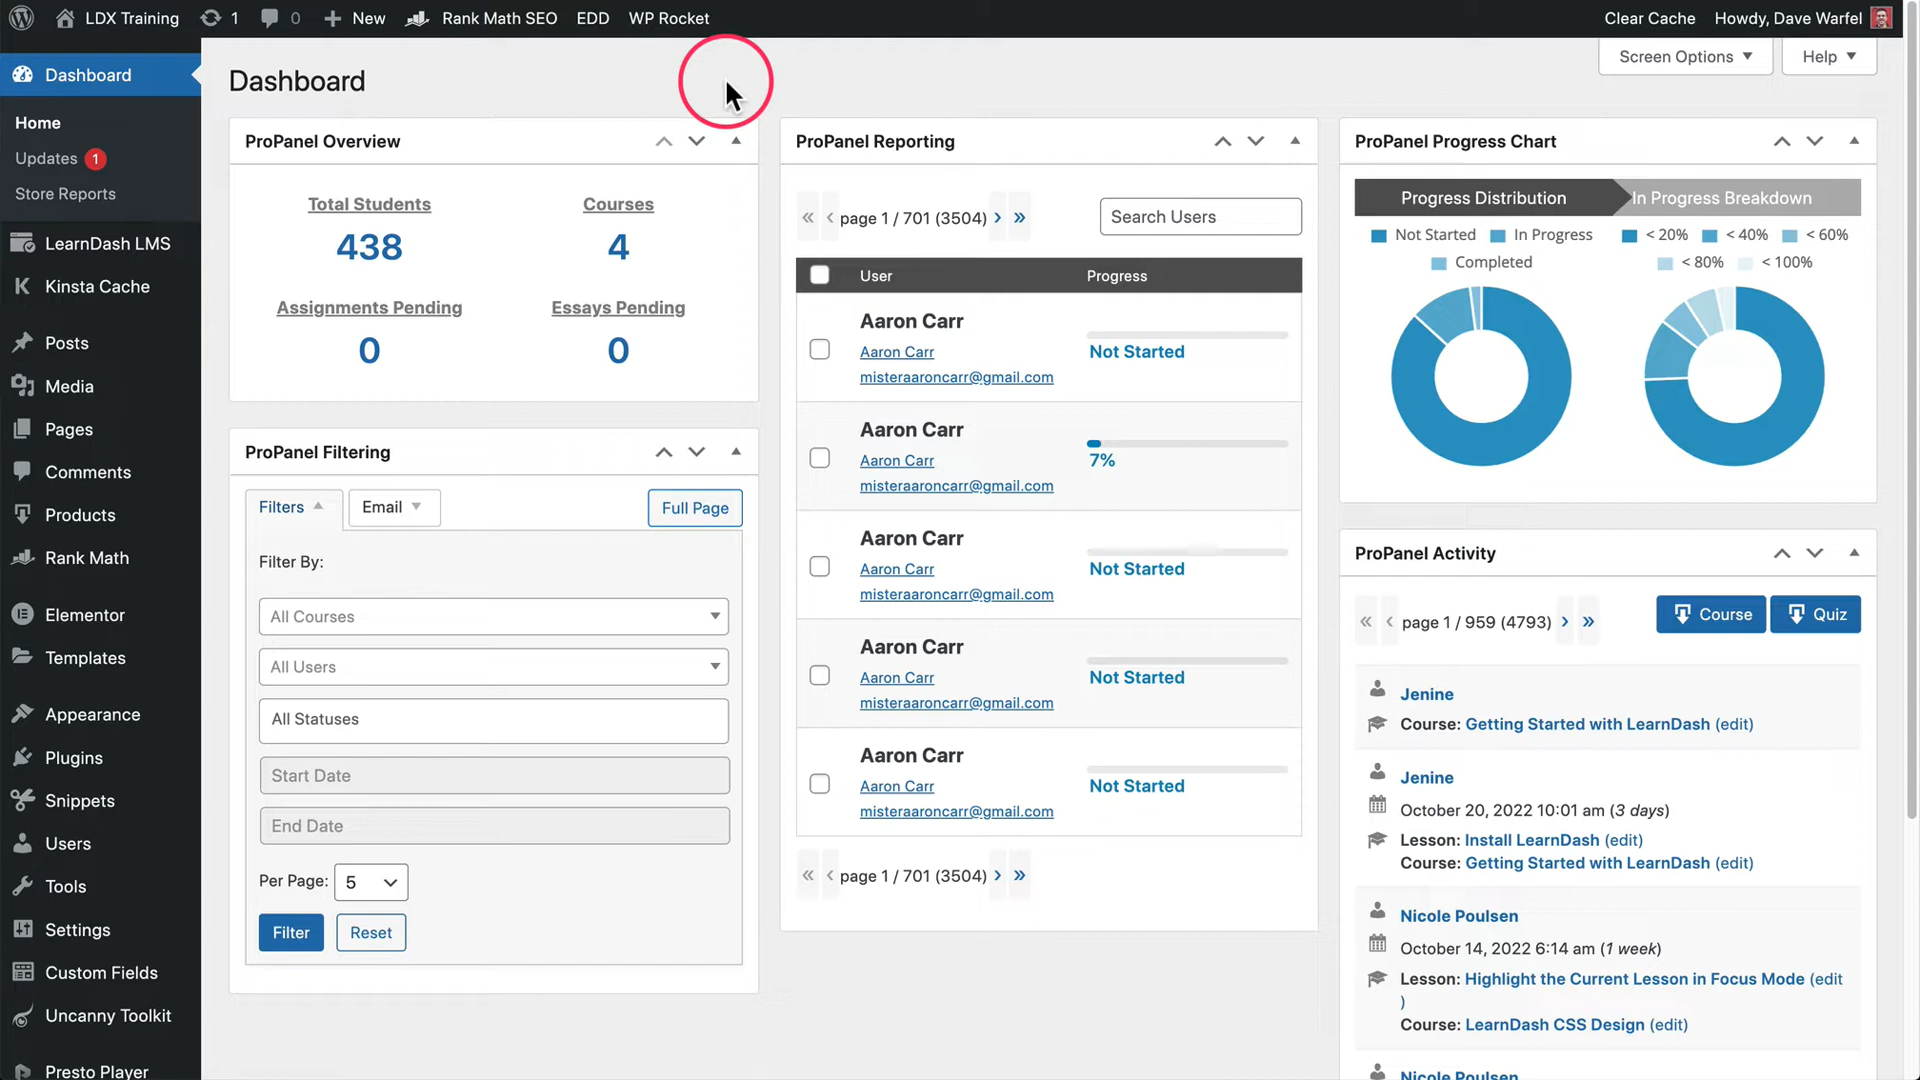 LDX Training 1 0 New Rank Math SEO EDD WP Rocket Clear Cache Howdy, Dave Warfel
Screen Options Help
Dashboard
Home
Updates 1
Store Reports
LearnDash LMS
Kinsta Cache
Posts
Media
Pages
Comments
Products
Rank Math
Elementor
Templates
Appearance
Plugins
Snippets
Users
Tools
Settings
Custom Fields
Uncanny Toolkit
Presto Player
Dashboard
ProPanel Overview
Total Students Courses
438 4
Assignments Pending Essays Pending
0 0
ProPanel Filtering
Filters Email Full Page
Filter By:
All Courses
All Users
All Statuses
Start Date
End Date
Per Page: 5
Filter Reset
ProPanel Reporting
« ‹ page 1 / 701 (3504) › » Search Users
User Progress
Aaron Carr
Aaron Carr Not Started
misteraaroncarr@gmail.com
Aaron Carr
Aaron Carr 7%
misteraaroncarr@gmail.com
Aaron Carr
Aaron Carr Not Started
misteraaroncarr@gmail.com
Aaron Carr
Aaron Carr Not Started
misteraaroncarr@gmail.com
Aaron Carr
Aaron Carr Not Started
misteraaroncarr@gmail.com
« ‹ page 1 / 701 (3504) › »
ProPanel Progress Chart
Progress Distribution In Progress Breakdown
Not Started In Progress < 20% < 40% < 60%
Completed < 80% < 100%
ProPanel Activity
« ‹ page 1 / 959 (4793) › » Course Quiz
Jenine
Course: Getting Started with LearnDash (edit)
Jenine
October 20, 2022 10:01 am (3 days)
Lesson: Install LearnDash (edit)
Course: Getting Started with LearnDash (edit)
Nicole Poulsen
October 14, 2022 6:14 am (1 week)
Lesson: Highlight the Current Lesson in Focus Mode (edit
)
Course: LearnDash CSS Design (edit)
Nicole Poulsen